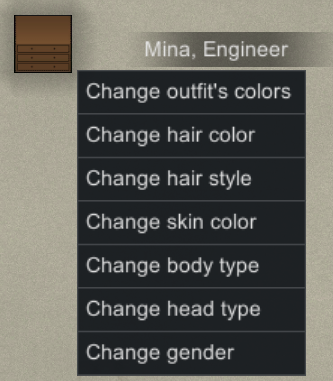 Mina, Engineer
Change outfit's colors
Change hair color
Change hair style
Change skin color
Change body type
Change head type
Change gender